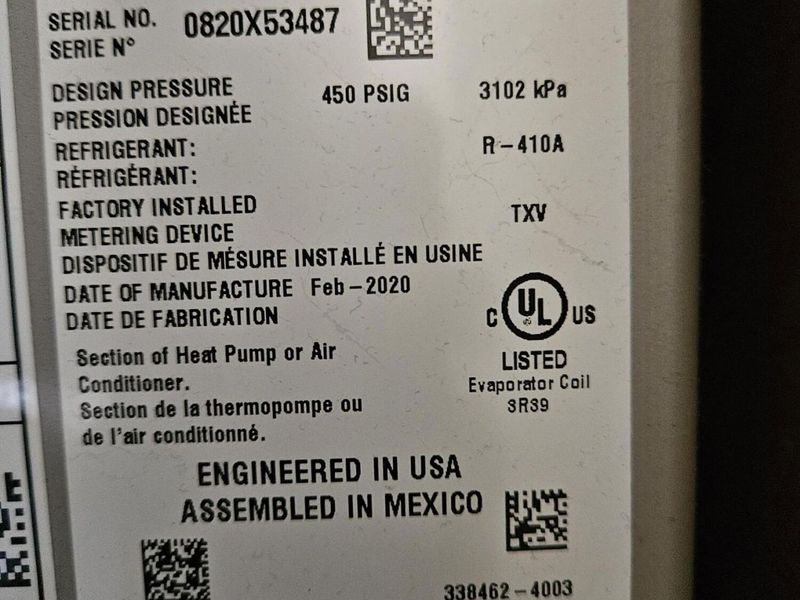 SERIAL NO. 0820X53487
SERIE N°
DESIGN PRESSURE 450 PSIG 3102 kPa
PRESSION DESIGNÉE
REFRIGERANT: R-410A
RÉFRIGÉRANT:
FACTORY INSTALLED TXV
METERING DEVICE
DISPOSITIF DE MÉSURE INSTALLÉ EN USINE
DATE OF MANUFACTURE Feb-2020
DATE DE FABRICATION
C UL US
LISTED
Evaporator Coil
3R39
Section of Heat Pump or Air
Conditioner.
Section de la thermopompe ou
de l'air conditionné.
ENGINEERED IN USA
ASSEMBLED IN MEXICO
338462-4003